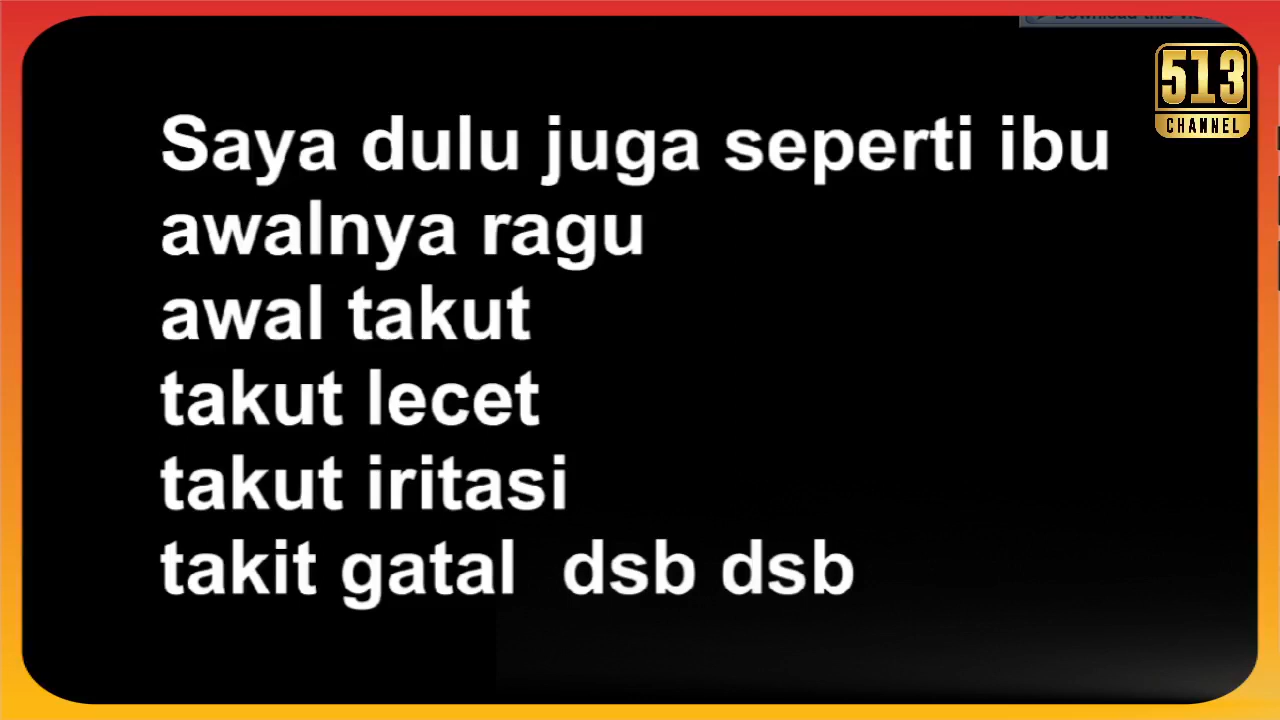 513
CHANNEL
Saya dulu juga seperti ibu
awalnya ragu
awal takut
takut lecet
takut iritasi
takit gatal  dsb dsb